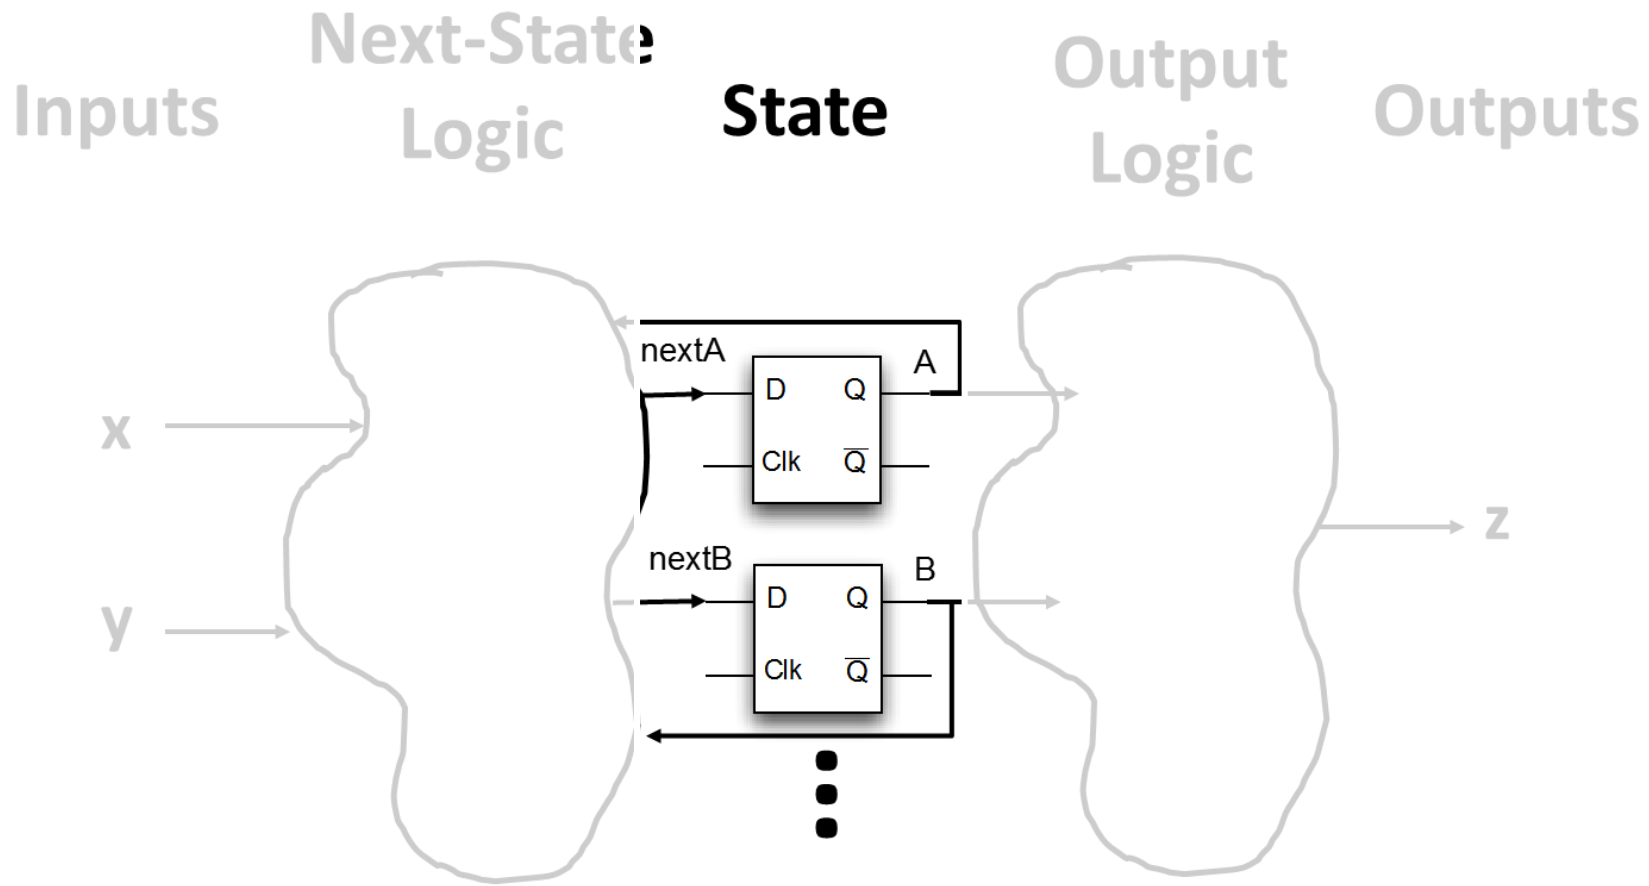 Inputs
Next-State
Logic
State
Output
Logic
Outputs
nextA
A
D
Q
Clk
Q̅
x
nextB
B
D
Q
Clk
Q̅
y
z